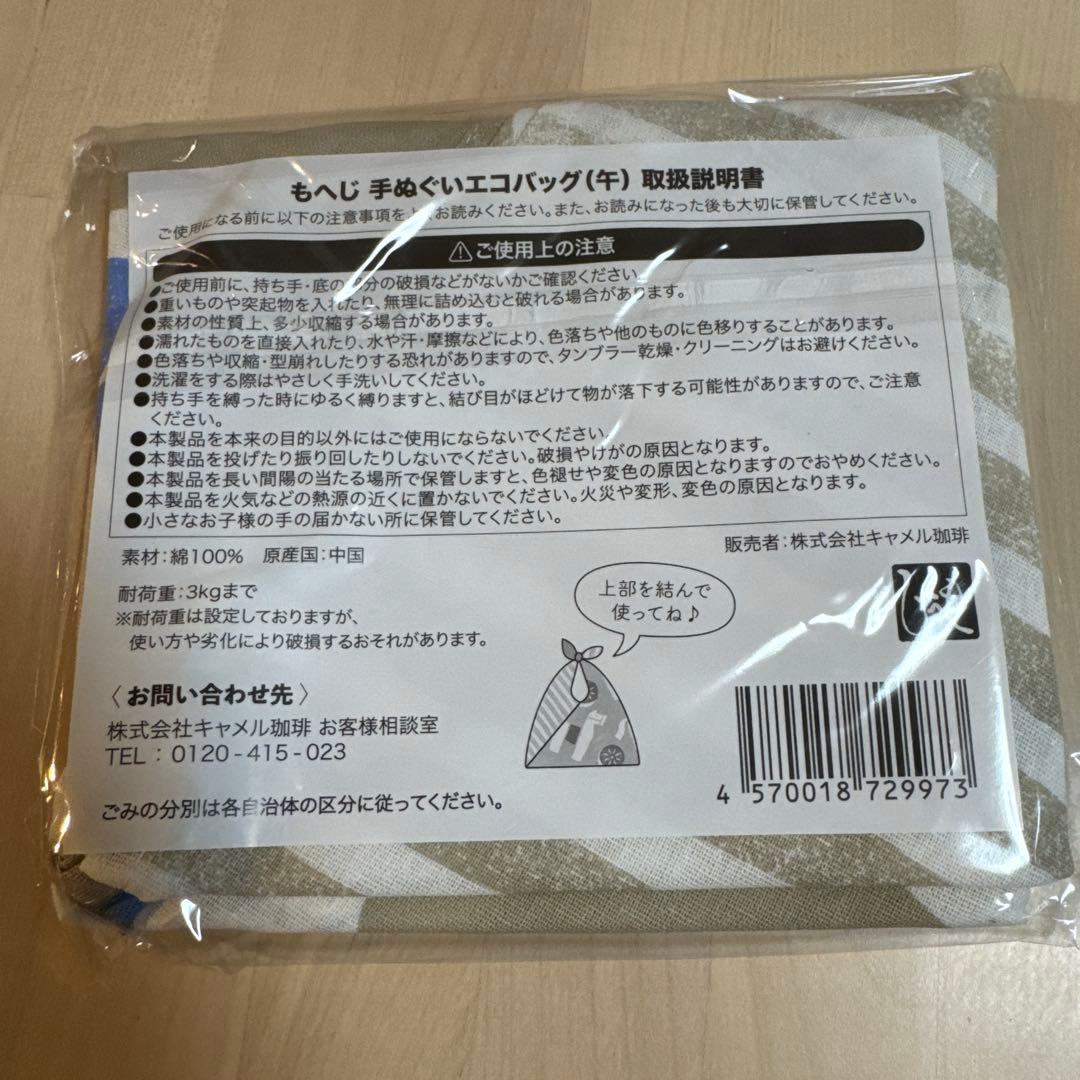 もへじ 手ぬぐいエコバッグ(午) 取扱説明書
ご使用になる前に以下の注意事項を上くお読みください。また、お読みになった後も大切に保管してください。
⚠ご使用上の注意
●ご使用前に、持ち手・底の部分の破損などがないかご確認ください。
●重いものや突起物を入れたり、無理に詰め込むと破れる場合があります。
●素材の性質上、多少収縮する場合があります。
●濡れたものを直接入れたり、水や汗・摩擦などにより、色落ちや他のものに色移りすることがあります。
●色落ちや収縮・型崩れしたりする恐れがありますので、タンブラー乾燥・クリーニングはお避けください。
●洗濯をする際はやさしく手洗いしてください。
●持ち手を縛った時にゆるく縛りますと、結び目がほどけて物が落下する可能性がありますので、ご注意
ください。
●本製品を本来の目的以外にはご使用にならないでください。
●本製品を投げたり振り回したりしないでください。破損やけがの原因となります。
●本製品を長い間陽の当たる場所で保管しますと、色褪せや変色の原因となりますのでおやめください。
●本製品を火気などの熱源の近くに置かないでください。火災や変形、変色の原因となります。
●小さなお子様の手の届かない所に保管してください。
素材:綿100% 原産国:中国
販売者:株式会社キャメル珈琲
耐荷重:3kgまで
※耐荷重は設定しておりますが、
使い方や劣化により破損するおそれがあります。
上部を結んで
使ってね♪
もへじ
〈お問い合わせ先〉
株式会社キャメル珈琲 お客様相談室
TEL : 0120-415-023
ごみの分別は各自治体の区分に従ってください。
4 570018 729973